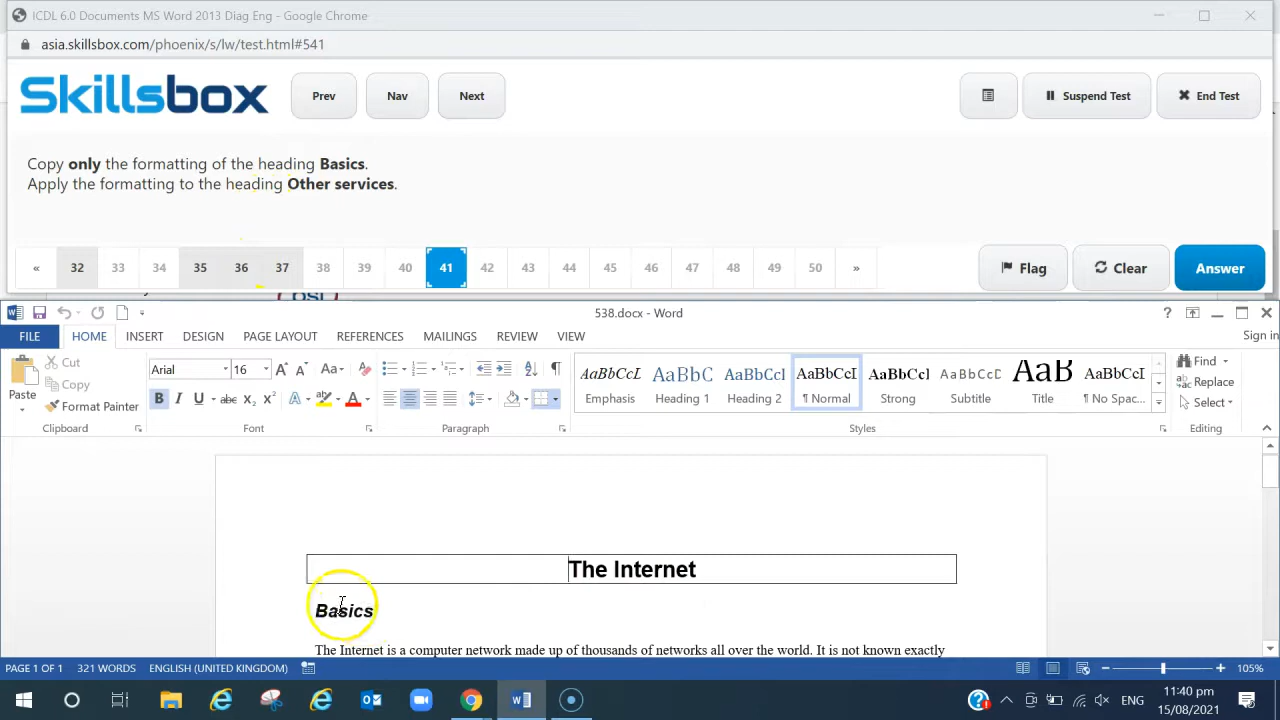 ICDL 6.0 Documents MS Word 2013 Diag Eng - Google Chrome
asia.skillsbox.com/phoenix/s/lw/test.html#541
Skillsbox
Prev
Nav
Next
Suspend Test
End Test
Copy only the formatting of the heading Basics.
Apply the formatting to the heading Other services.
« 32 33 34 35 36 37 38 39 40 41 42 43 44 45 46 47 48 49 50 »
Flag
Clear
Answer
538.docx - Word
Sign in
FILE HOME INSERT DESIGN PAGE LAYOUT REFERENCES MAILINGS REVIEW VIEW
Paste
Cut
Copy
Format Painter
Clipboard
Arial 16
Font
Paragraph
AaBbCcL AaBbC AaBbCcl AaBbCcI AaBbCcl AaBbCcD AaB AaBbCcI
Emphasis Heading 1 Heading 2 ¶ Normal Strong Subtitle Title ¶ No Spac...
Styles
Find
Replace
Select
Editing
The Internet
Basics
The Internet is a computer network made up of thousands of networks all over the world. It is not known exactly
PAGE 1 OF 1 321 WORDS ENGLISH (UNITED KINGDOM) 105%
ENG
11:40 pm
15/08/2021